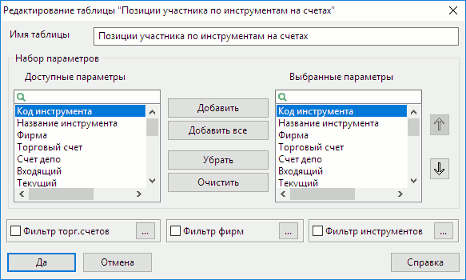 Редактирование таблицы "Позиции участника по инструментам на счетах"
Имя таблицы
Позиции участника по инструментам на счетах
Набор параметров
Доступные параметры
Выбранные параметры
Код инструмента
Название инструмента
Фирма
Торговый счет
Счет депо
Входящий
Текущий
Добавить
Добавить все
Убрать
Очистить
Код инструмента
Название инструмента
Фирма
Торговый счет
Счет депо
Входящий
Текущий
Фильтр торг.счетов ...
Фильтр фирм ...
Фильтр инструментов ...
Да
Отмена
Справка